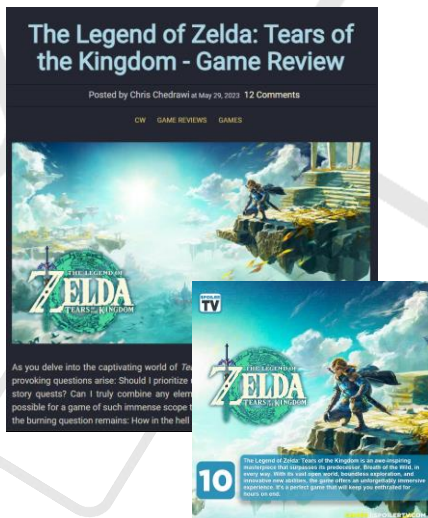 The Legend of Zelda: Tears of
the Kingdom - Game Review
Posted by Chris Chedrawi at May 29, 2023 12 Comments
CW GAME REVIEWS GAMES
THE LEGEND OF
ZELDA
TEARS OF THE KINGDOM
As you delve into the captivating world of
provoking questions arise: Should I prioritize
story quests? Can I truly combine any
possible for a game of such immense scope
the burning question remains: How in the hell
SPOILER
TV
THE LEGEND OF
ZELDA
TEARS OF THE KINGDOM
10
The Legend of Zelda: Tears of the Kingdom is an awe-inspiring
masterpiece that surpasses its predecessor, Breath of the Wild, in
every way. With its vast open world, boundless exploration, and
innovative new abilities, the game offers an unforgettably immersive
experience. It's a perfect game that will keep you enthralled for
hours on end.
SPOILERTV.COM